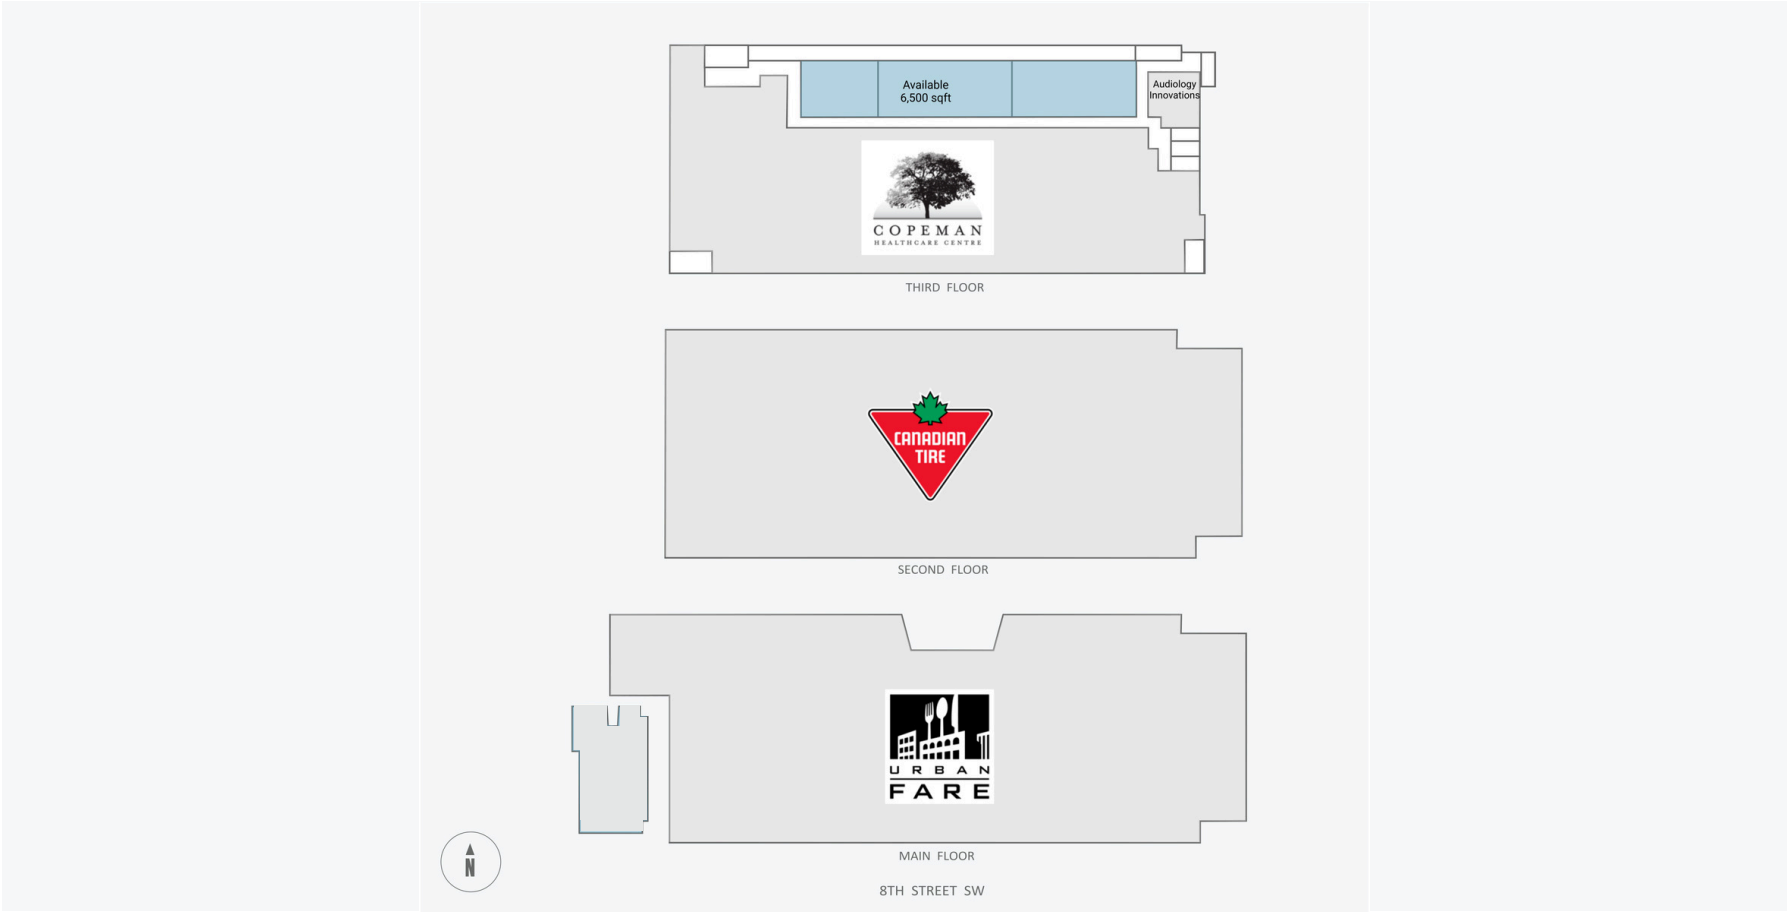 Available
6,500 sqft
Audiology
Innovations
COPEMAN
HEALTHCARE CENTRE
THIRD FLOOR
CANADIAN
TIRE
SECOND FLOOR
URBAN
FARE
MAIN FLOOR
8TH STREET SW
N